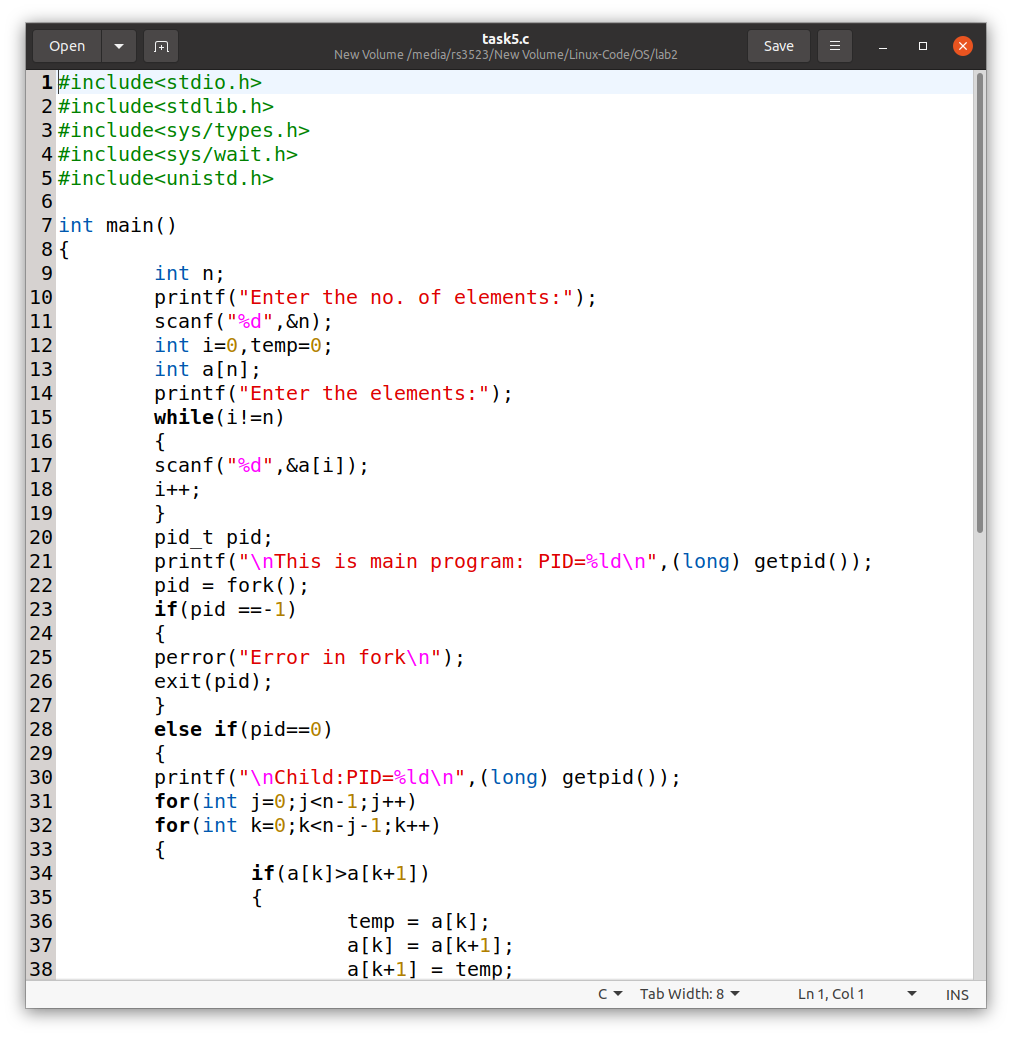 Open
task5.c
New Volume /media/rs3523/New Volume/Linux-Code/OS/lab2
Save
1 #include<stdio.h>
2 #include<stdlib.h>
3 #include<sys/types.h>
4 #include<sys/wait.h>
5 #include<unistd.h>
6
7 int main()
8 {
9         int n;
10         printf("Enter the no. of elements:");
11         scanf("%d",&n);
12         int i=0,temp=0;
13         int a[n];
14         printf("Enter the elements:");
15         while(i!=n)
16         {
17         scanf("%d",&a[i]);
18         i++;
19         }
20         pid_t pid;
21         printf("\nThis is main program: PID=%ld\n",(long) getpid());
22         pid = fork();
23         if(pid ==-1)
24         {
25         perror("Error in fork\n");
26         exit(pid);
27         }
28         else if(pid==0)
29         {
30         printf("\nChild:PID=%ld\n",(long) getpid());
31         for(int j=0;j<n-1;j++)
32         for(int k=0;k<n-j-1;k++)
33         {
34                 if(a[k]>a[k+1])
35                 {
36                         temp = a[k];
37                         a[k] = a[k+1];
38                         a[k+1] = temp;
C Tab Width: 8 Ln 1, Col 1 INS